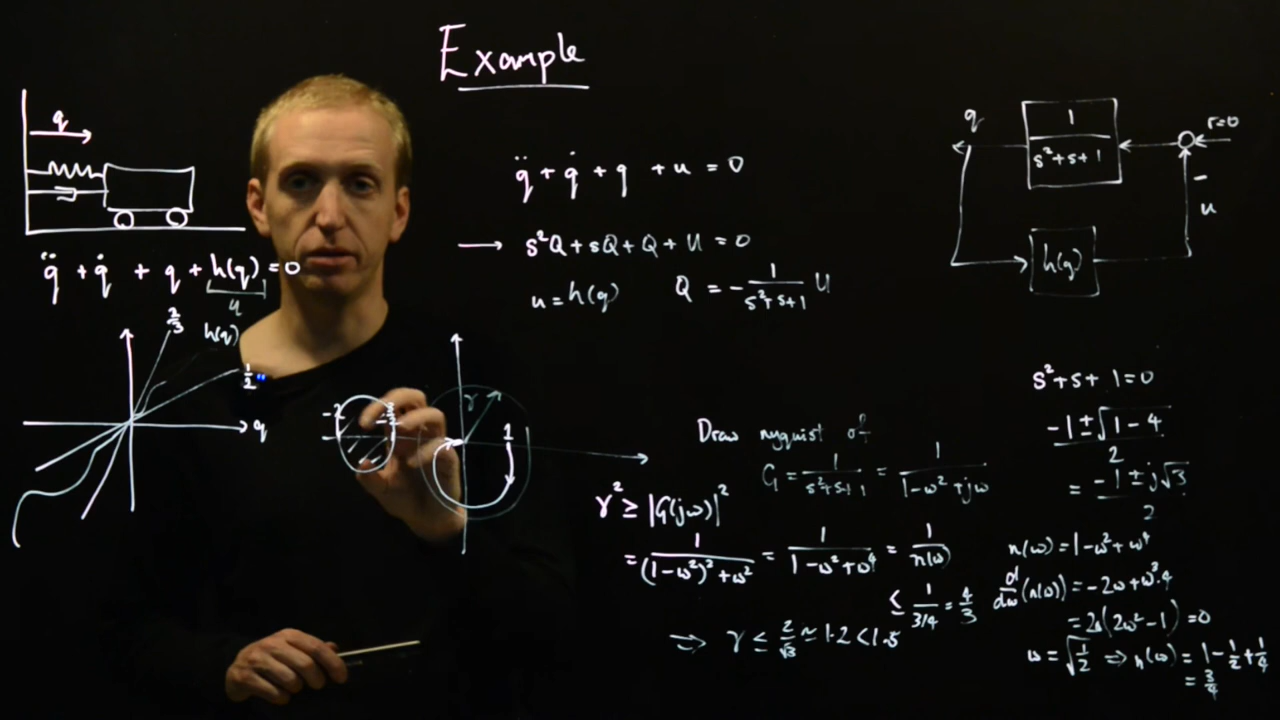 Example
q
q̈ + q̇ + q + h(q) = 0
u
2/3
h(q)
1/2
q
-2
-3/2
γ
1
q̈ + q̇ + q + u = 0
→ s²Q + sQ + Q + U = 0
u = h(q) Q = - 1/(s²+s+1) U
q
1/(s²+s+1)
r=0
-
u
h(q)
Draw nyquist of
G = 1/(s²+s+1) = 1/(1-ω²+jω)
γ² ≥ |G(jω)|²
= 1/((1-ω²)²+ω²) = 1/(1-ω²+ω⁴) = 1/n(ω)
≤ 1/(3/4) = 4/3
⇒ γ ≤ 2/√3 ≈ 1.2 < 1.5
s²+s+1=0
(-1 ± √(1-4))/2
= (-1 ± j√3)/2
n(ω) = 1-ω²+ω⁴
d/dω (n(ω)) = -2ω+ω³.4
= 2ω(2ω²-1) = 0
ω = √(1/2) ⇒ n(ω) = 1 - 1/2 + 1/4
= 3/4